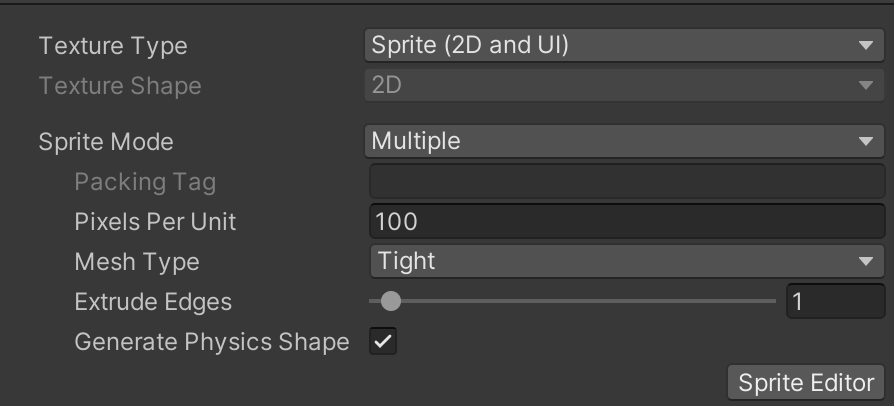 Texture Type Sprite (2D and UI)
Texture Shape 2D
Sprite Mode Multiple
Packing Tag
Pixels Per Unit 100
Mesh Type Tight
Extrude Edges 1
Generate Physics Shape
Sprite Editor